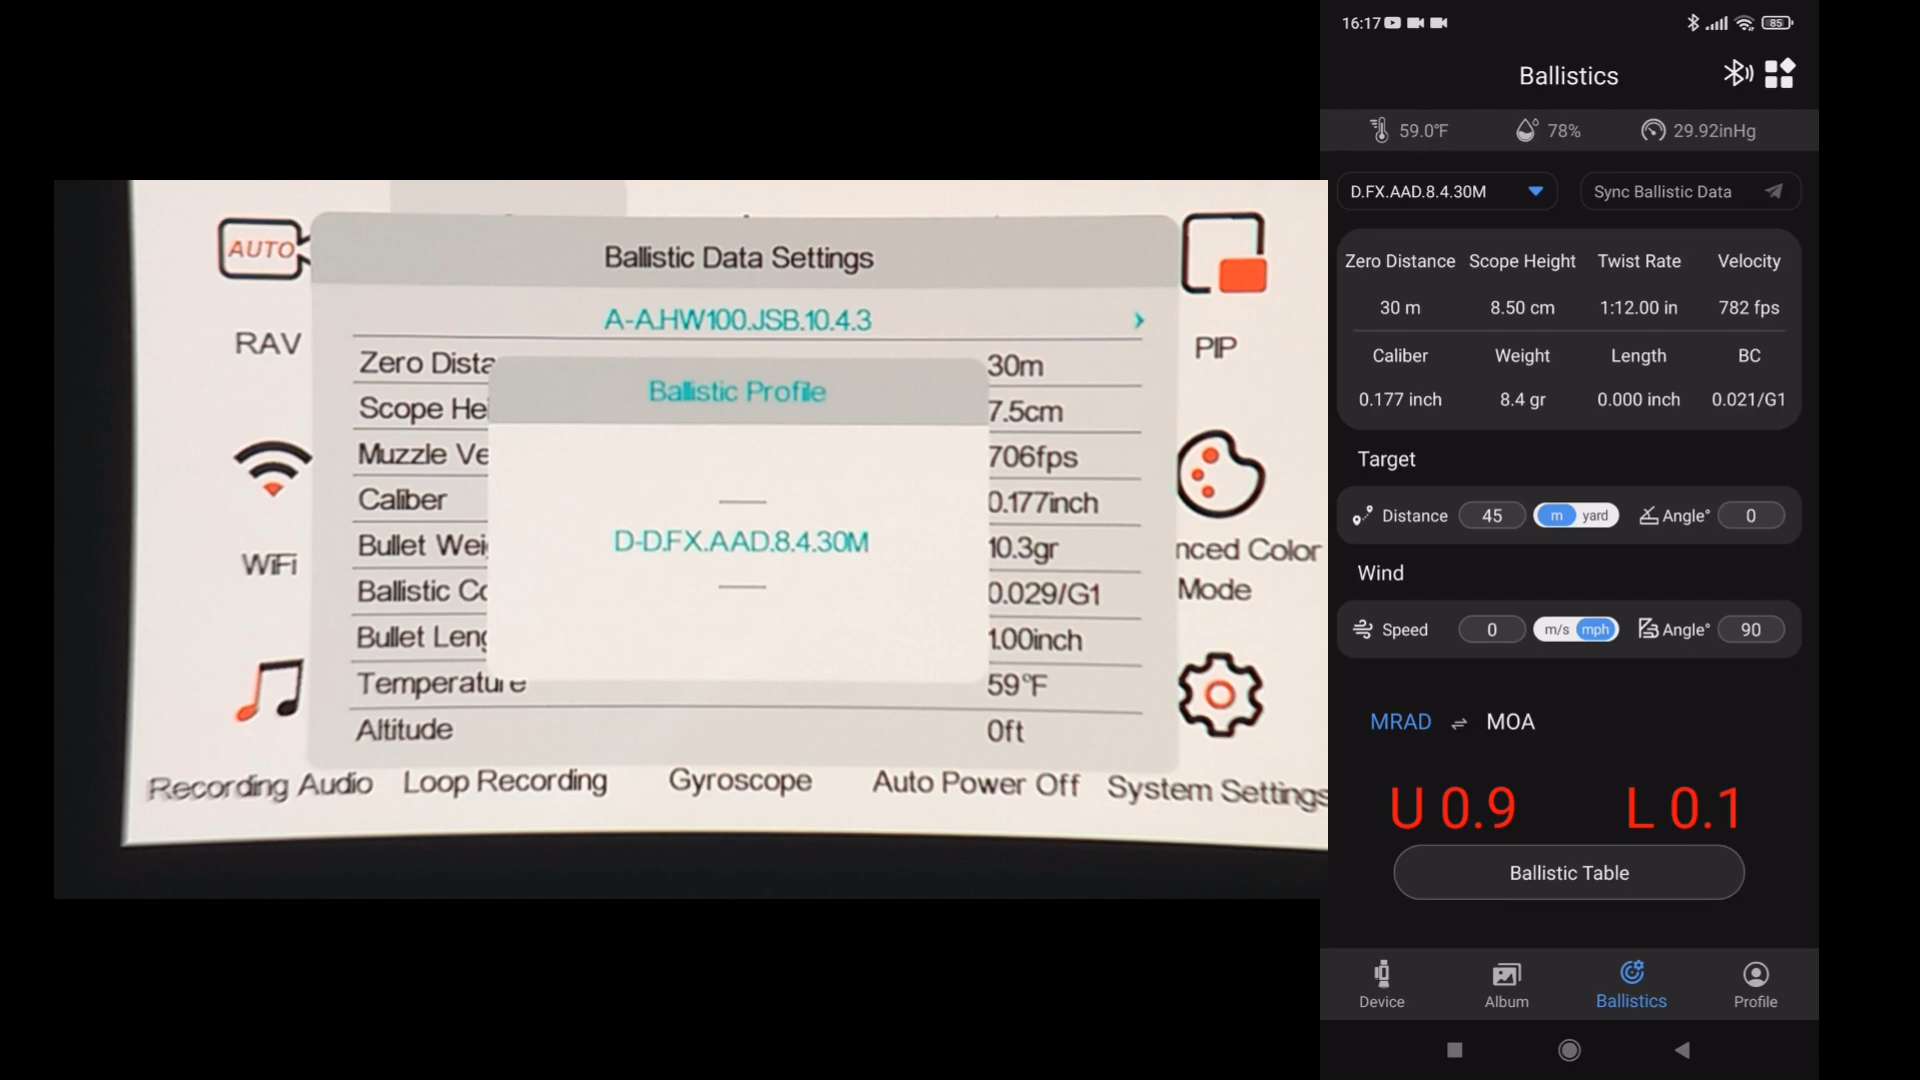 AUTO
RAV
WiFi
Recording Audio
Loop Recording
Gyroscope
Auto Power Off
System Settings
PIP
nced Color
Mode
Ballistic Data Settings
A-A.HW100.JSB.10.4.3
Zero Dista 30m
Scope He 7.5cm
Muzzle Ve 706fps
Caliber 0.177inch
Bullet Wei 10.3gr
Ballistic Co 0.029/G1
Bullet Leng 1.00inch
Temperature 59°F
Altitude 0ft
Ballistic Profile
D-D.FX.AAD.8.4.30M
16:17 85
Ballistics
59.0°F 78% 29.92inHg
D.FX.AAD.8.4.30M Sync Ballistic Data
Zero Distance Scope Height Twist Rate Velocity
30 m 8.50 cm 1:12.00 in 782 fps
Caliber Weight Length BC
0.177 inch 8.4 gr 0.000 inch 0.021/G1
Target
Distance 45 m yard Angle° 0
Wind
Speed 0 m/s mph Angle° 90
MRAD ⇌ MOA
U 0.9 L 0.1
Ballistic Table
Device Album Ballistics Profile